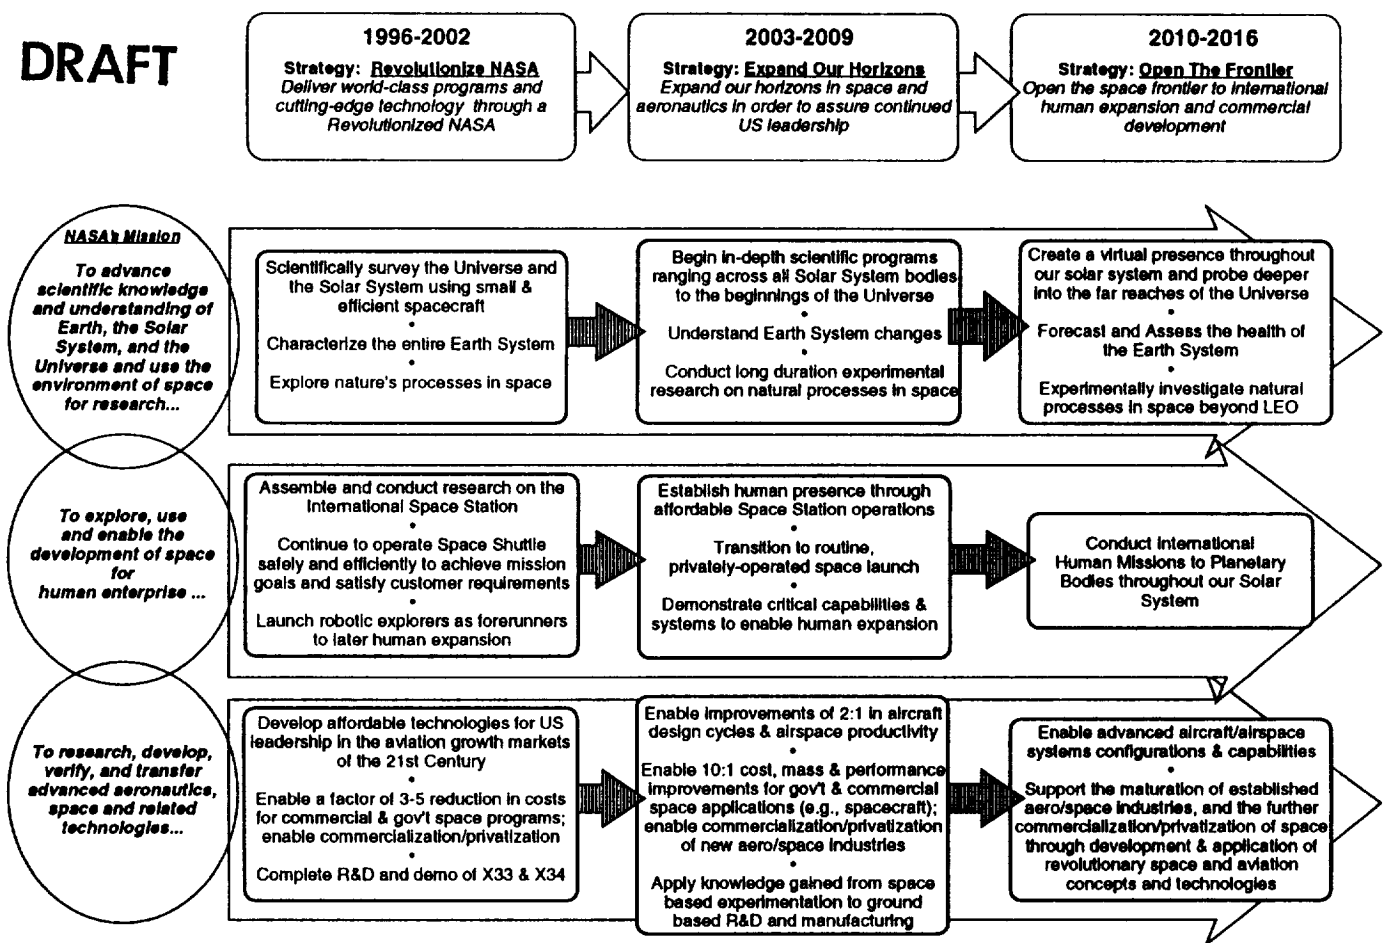 DRAFT
1996-2002
Strategy: Revolutionize NASA
Deliver world-class programs and
cutting-edge technology through a
Revolutionized NASA
2003-2009
Strategy: Expand Our Horizons
Expand our horizons in space and
aeronautics in order to assure continued
US leadership
2010-2016
Strategy: Open The Frontier
Open the space frontier to international
human expansion and commercial
development
NASA's Mission
To advance
scientific knowledge
and understanding of
Earth, the Solar
System, and the
Universe and use the
environment of space
for research...
Scientifically survey the Universe and
the Solar System using small &
efficient spacecraft
•
Characterize the entire Earth System
•
Explore nature's processes in space
Begin in-depth scientific programs
ranging across all Solar System bodies
to the beginnings of the Universe
•
Understand Earth System changes
•
Conduct long duration experimental
research on natural processes in space
Create a virtual presence throughout
our solar system and probe deeper
into the far reaches of the Universe
•
Forecast and Assess the health of
the Earth System
•
Experimentally investigate natural
processes in space beyond LEO
To explore, use
and enable the
development of space
for
human enterprise ...
Assemble and conduct research on the
International Space Station
•
Continue to operate Space Shuttle
safely and efficiently to achieve mission
goals and satisfy customer requirements
•
Launch robotic explorers as forerunners
to later human expansion
Establish human presence through
affordable Space Station operations
•
Transition to routine,
privately-operated space launch
•
Demonstrate critical capabilities &
systems to enable human expansion
Conduct international
Human Missions to Planetary
Bodies throughout our Solar
System
To research, develop,
verify, and transfer
advanced aeronautics,
space and related
technologies...
Develop affordable technologies for US
leadership in the aviation growth markets
of the 21st Century
•
Enable a factor of 3-5 reduction in costs
for commercial & gov't space programs;
enable commercialization/privatization
•
Complete R&D and demo of X33 & X34
Enable improvements of 2:1 in aircraft
design cycles & airspace productivity
•
Enable 10:1 cost, mass & performance
improvements for gov't & commercial
space applications (e.g., spacecraft);
enable commercialization/privatization
of new aero/space industries
•
Apply knowledge gained from space
based experimentation to ground
based R&D and manufacturing
Enable advanced aircraft/airspace
systems configurations & capabilities
•
Support the maturation of established
aero/space industries, and the further
commercialization/privatization of space
through development & application of
revolutionary space and aviation
concepts and technologies